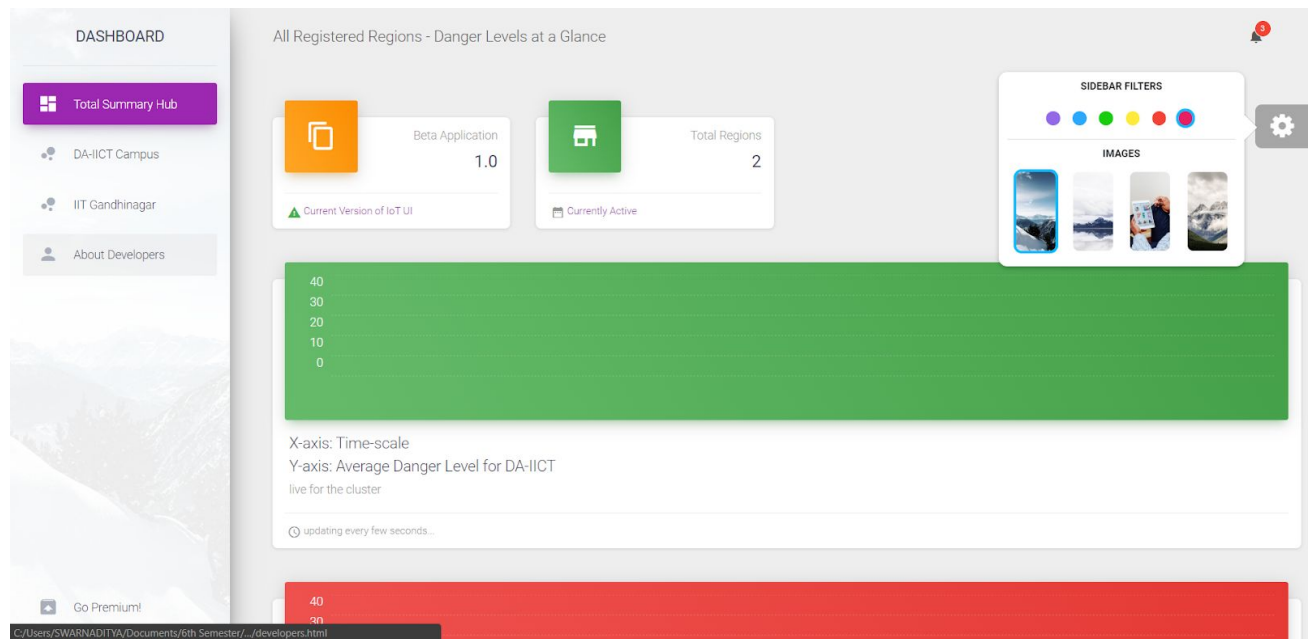 DASHBOARD
Total Summary Hub
DA-IICT Campus
IIT Gandhinagar
About Developers
Go Premium!
C:/Users/SWARNADITYA/Documents/6th Semester/.../developers.html
All Registered Regions - Danger Levels at a Glance
3
Beta Application
1.0
Current Version of IoT UI
Total Regions
2
Currently Active
SIDEBAR FILTERS
IMAGES
40
30
20
10
0
X-axis: Time-scale
Y-axis: Average Danger Level for DA-IICT
live for the cluster
updating every few seconds...
40
30